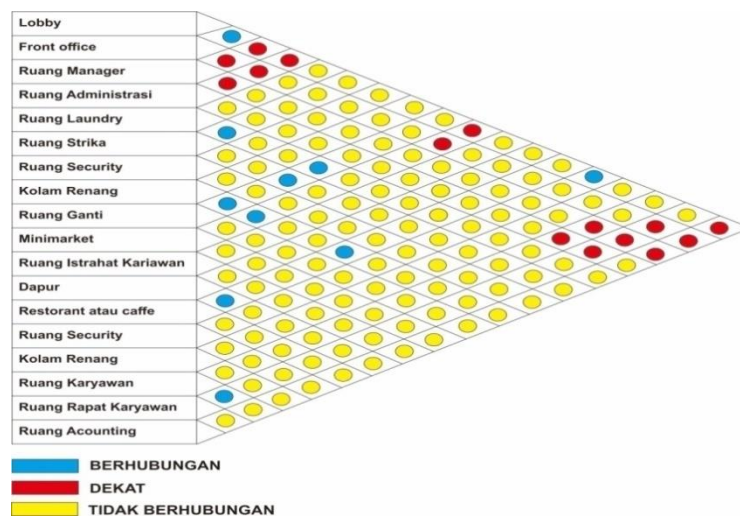 Lobby
Front office
Ruang Manager
Ruang Administrasi
Ruang Laundry
Ruang Strika
Ruang Security
Kolam Renang
Ruang Ganti
Minimarket
Ruang Istrahat Kariawan
Dapur
Restorant atau caffe
Ruang Security
Kolam Renang
Ruang Karyawan
Ruang Rapat Karyawan
Ruang Acounting
BERHUBUNGAN
DEKAT
TIDAK BERHUBUNGAN